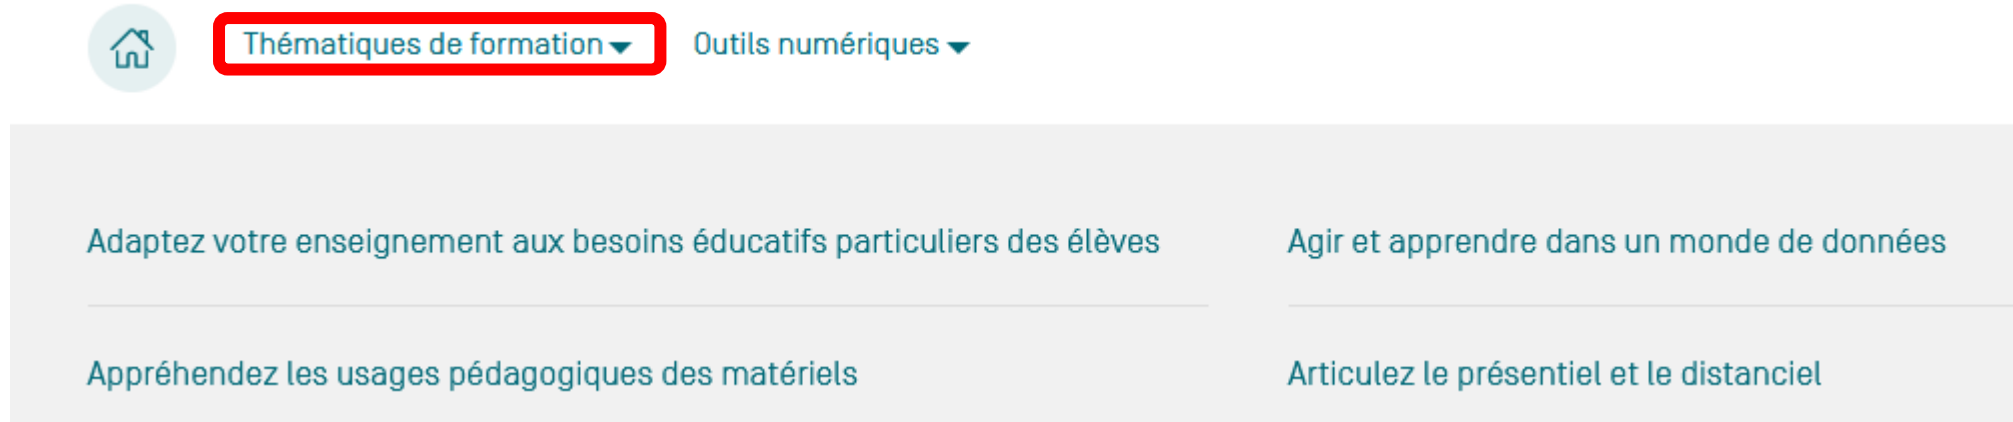 Thématiques de formation
Outils numériques
Adaptez votre enseignement aux besoins éducatifs particuliers des élèves
Agir et apprendre dans un monde de données
Appréhendez les usages pédagogiques des matériels
Articulez le présentiel et le distanciel